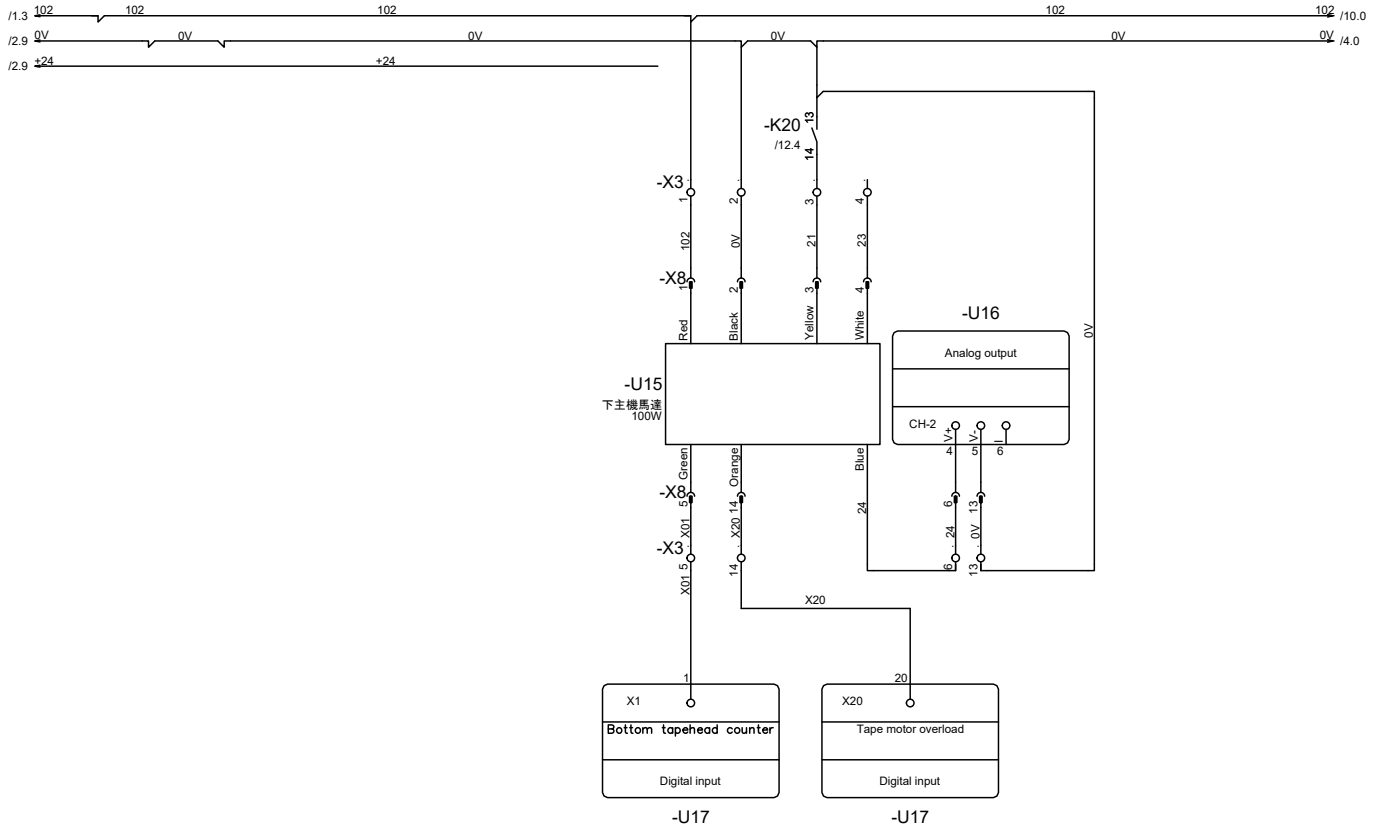 /1.3 102 102 102 102 102 /10.0
/2.9 0V 0V 0V 0V 0V 0V /4.0
/2.9 +24 +24
-K20 13
/12.4 14
-X3 1 2 3 4
102 0V 21 23
-X8 1 2 3 4
Red Black Yellow White
-U16
0V
Analog output
-U15
下主機馬達
100W
CH-2 V+ V- I
4 5 6
Green Orange Blue
-X8 5 14 6 13
X01 X20 24 24 0V
-X3 5 14 6 13
X01
X20
1 20
X1 X20
Bottom tapehead counter Tape motor overload
Digital input Digital input
-U17 -U17